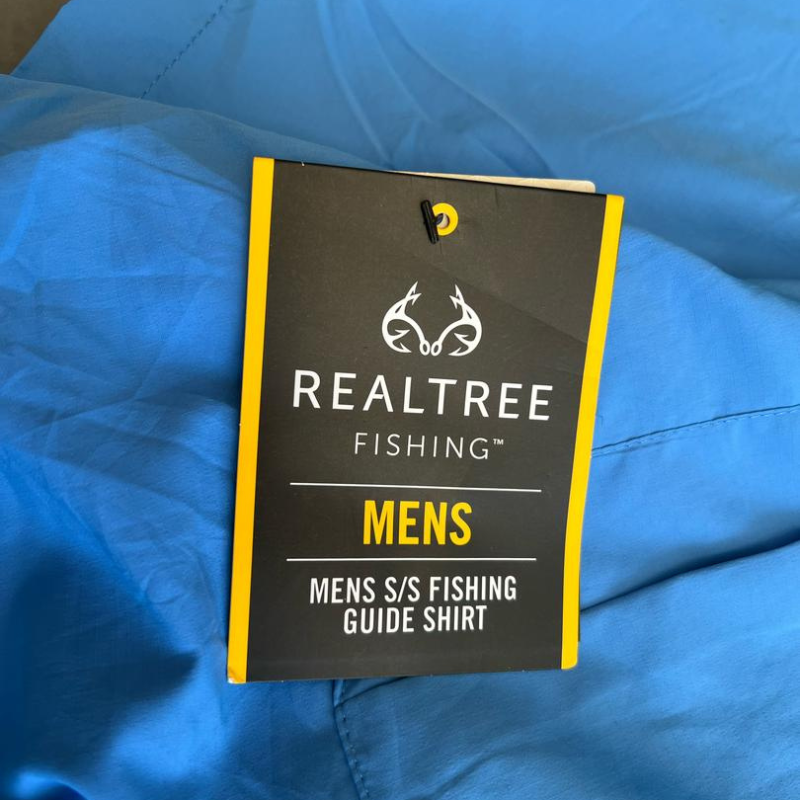 REALTREE
FISHING™
MENS
MENS S/S FISHING
GUIDE SHIRT